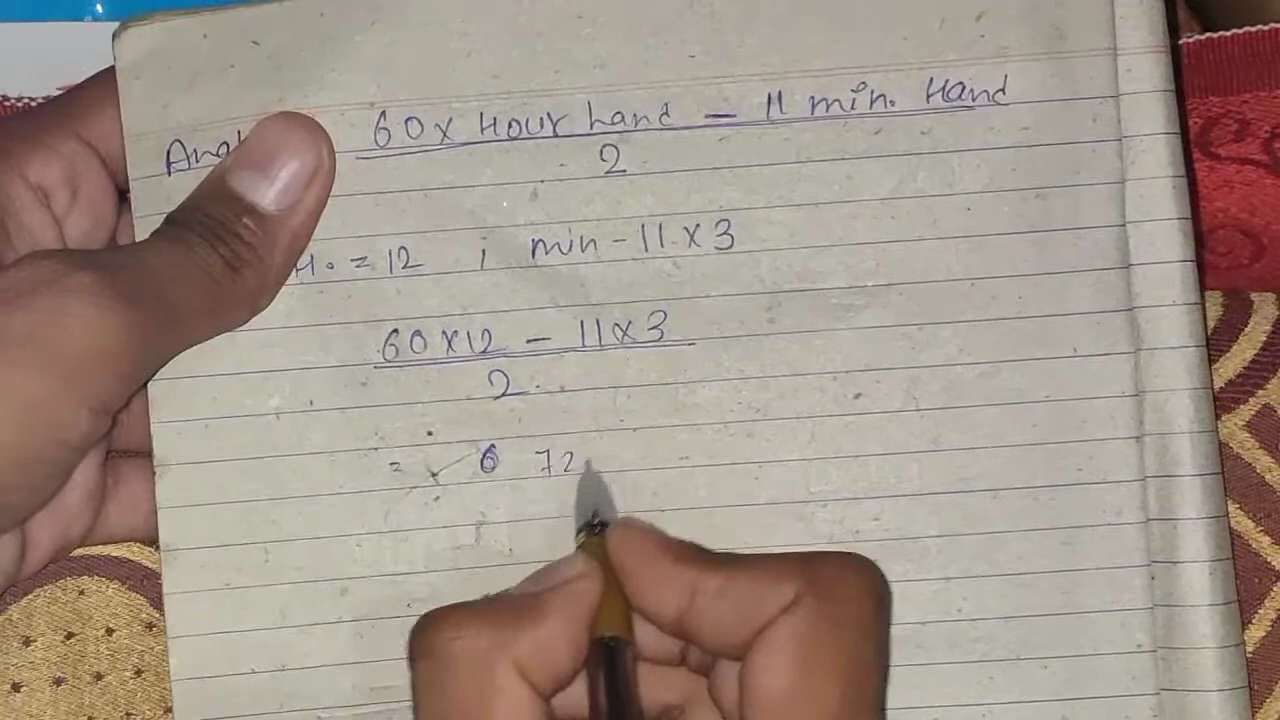 60 x Hour hand - 11 min. Hand
2
H. = 12 , min - 11 x 3
60 x 12 - 11 x 3
2
= 6 72